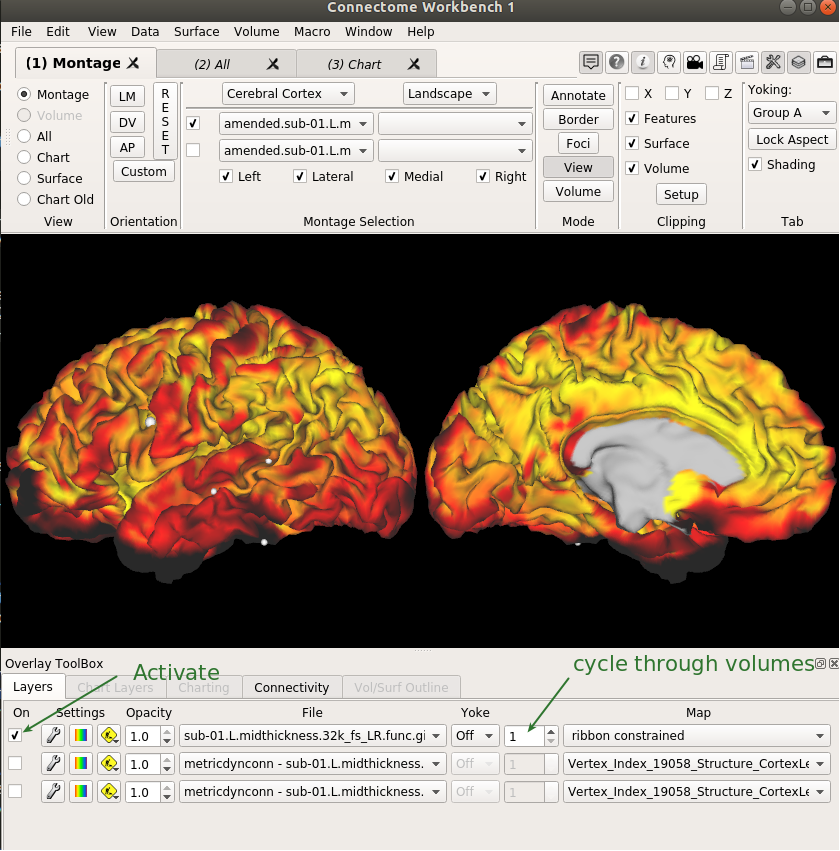 Connectome Workbench 1
File Edit View Data Surface Volume Macro Window Help
(1) Montage (2) All (3) Chart
View
Montage
Volume
All
Chart
Surface
Chart Old
View
LM
DV
AP
Custom
RESET
Orientation
Cerebral Cortex Landscape
amended.sub-01.L.m
amended.sub-01.L.m
Left Lateral Medial Right
Montage Selection
Annotate
Border
Foci
View
Volume
Mode
X Y Z
Features
Surface
Volume
Setup
Clipping
Yoking:
Group A
Lock Aspect
Shading
Tab
Overlay ToolBox
Activate
cycle through volumes
Layers Chart Layers Charting Connectivity Vol/Surf Outline
On Settings Opacity File Yoke Map
1.0 sub-01.L.midthickness.32k_fs_LR.func.gi Off 1 ribbon constrained
1.0 metricdynconn - sub-01.L.midthickness. Off 1 Vertex_Index_19058_Structure_CortexLe
1.0 metricdynconn - sub-01.L.midthickness. Off 1 Vertex_Index_19058_Structure_CortexLe